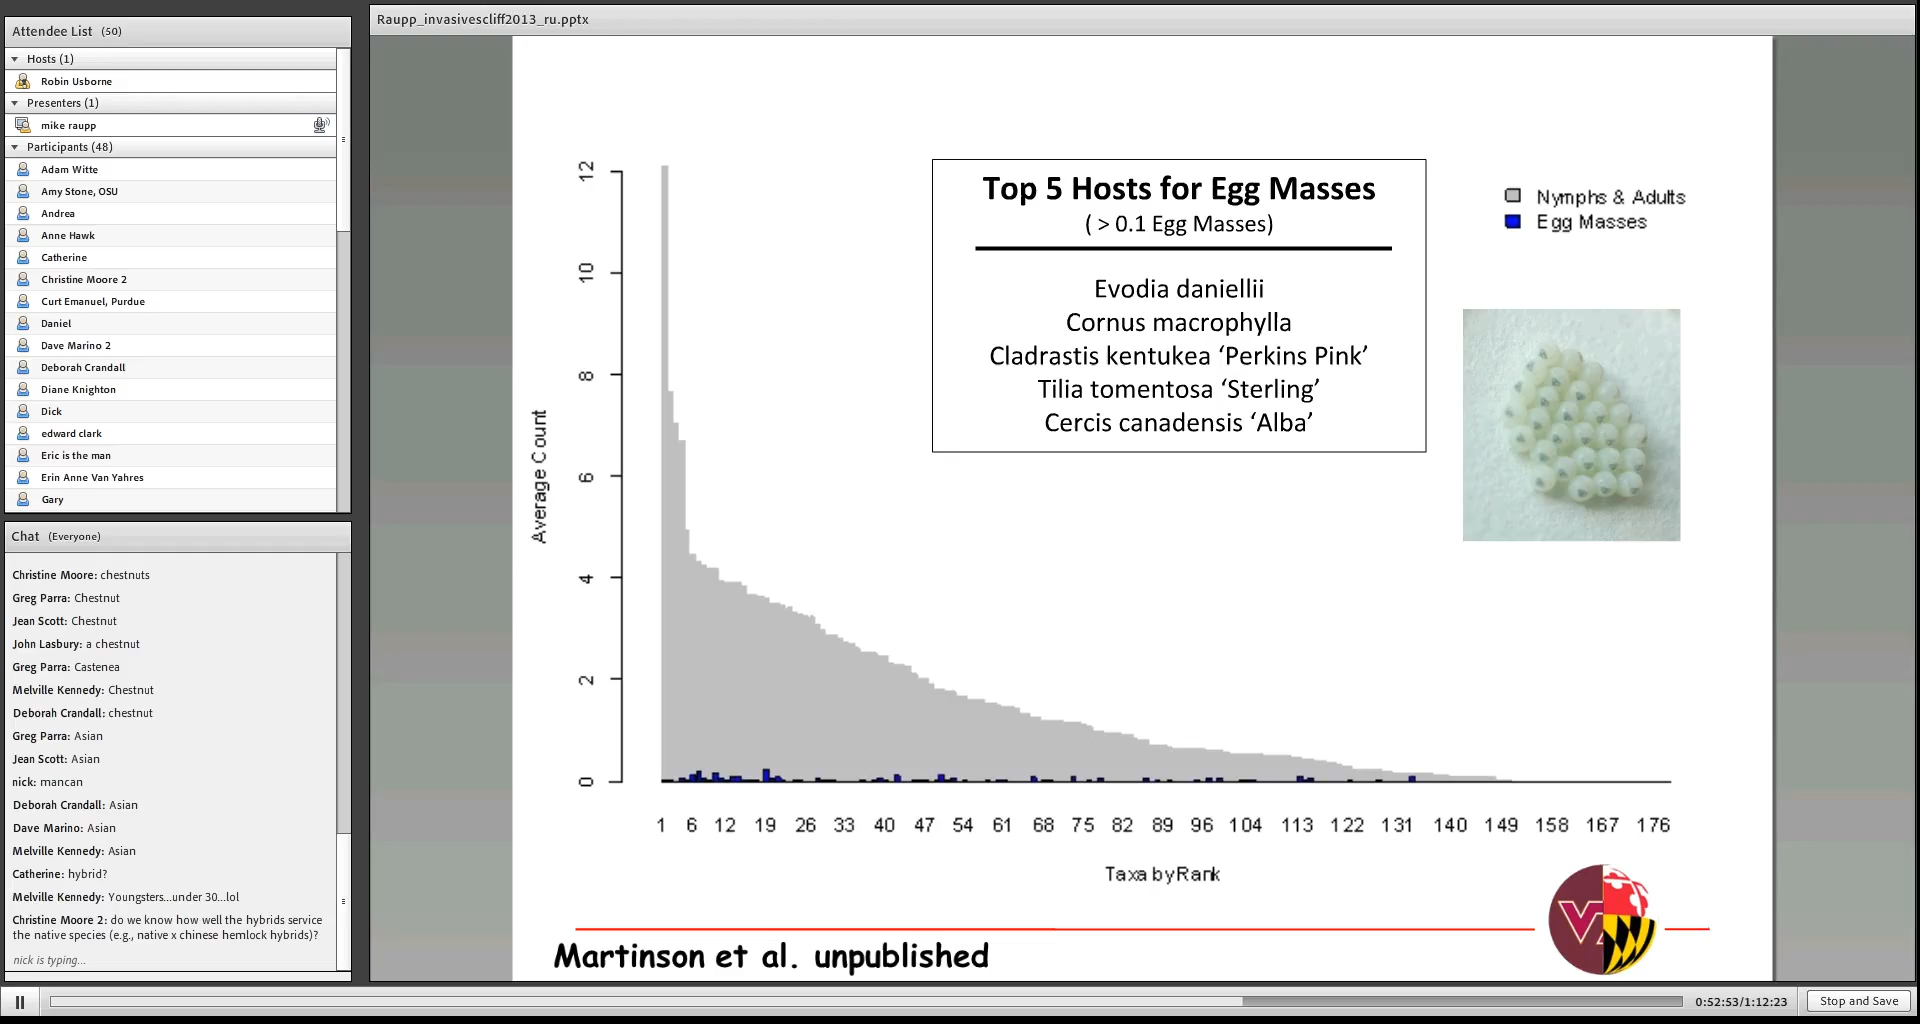 Attendee List (50)
Hosts (1)
Robin Usborne
Presenters (1)
mike raupp
Participants (48)
Adam Witte
Amy Stone, OSU
Andrea
Anne Hawk
Catherine
Christine Moore 2
Curt Emanuel, Purdue
Daniel
Dave Marino 2
Deborah Crandall
Diane Knighton
Dick
edward clark
Eric is the man
Erin Anne Van Yahres
Gary
Chat (Everyone)
Christine Moore: chestnuts
Greg Parra: Chestnut
Jean Scott: Chestnut
John Lasbury: a chestnut
Greg Parra: Castenea
Melville Kennedy: Chestnut
Deborah Crandall: chestnut
Greg Parra: Asian
Jean Scott: Asian
nick: mancan
Deborah Crandall: Asian
Dave Marino: Asian
Melville Kennedy: Asian
Catherine: hybrid?
Melville Kennedy: Youngsters...under 30...lol
Christine Moore 2: do we know how well the hybrids service
the native species (e.g., native x chinese hemlock hybrids)?
nick is typing...
Raupp_invasivescliff2013_ru.pptx
Top 5 Hosts for Egg Masses
( > 0.1 Egg Masses)
Evodia daniellii
Cornus macrophylla
Cladrastis kentukea ‘Perkins Pink’
Tilia tomentosa ‘Sterling’
Cercis canadensis ‘Alba’
Nymphs & Adults
Egg Masses
Average Count
12
10
8
6
4
2
0
1 6 12 19 26 33 40 47 54 61 68 75 82 89 96 104 113 122 131 140 149 158 167 176
Taxa by Rank
Martinson et al. unpublished
VT
0:52:53/1:12:23
Stop and Save